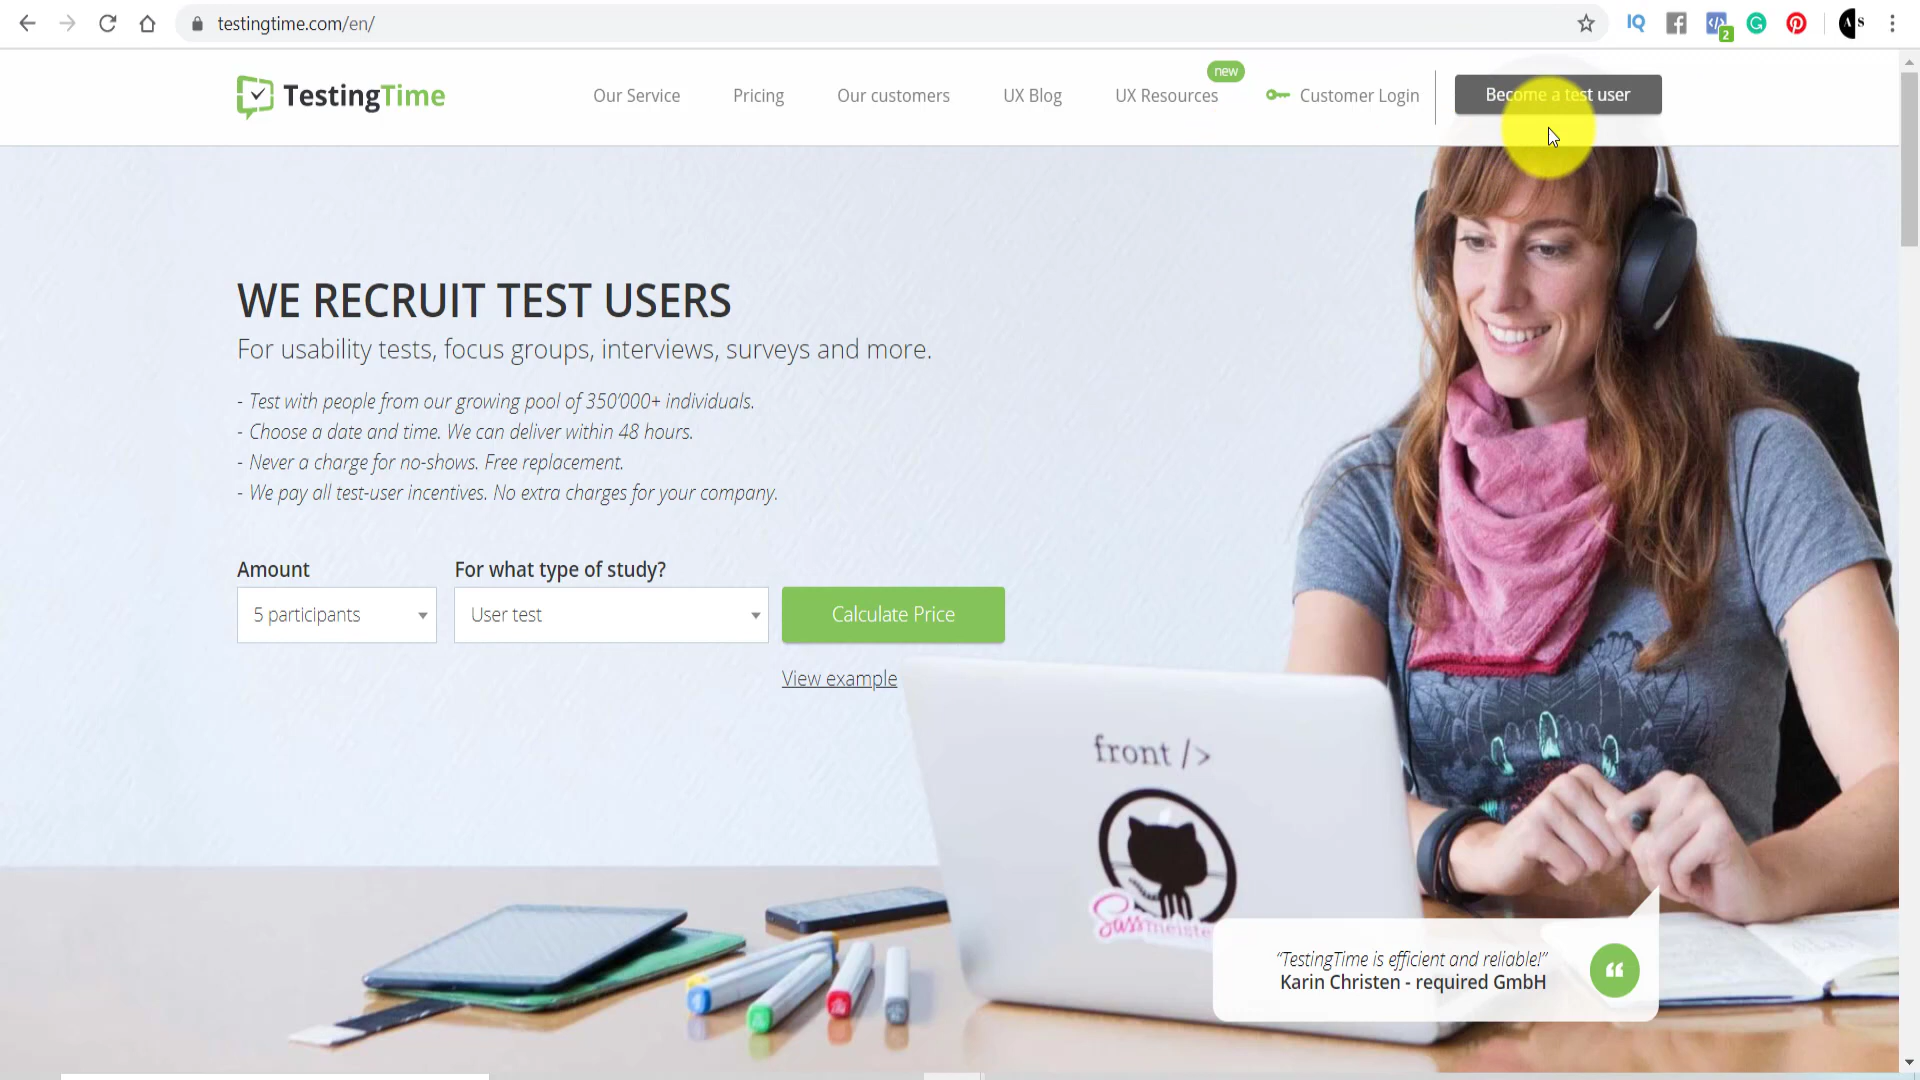 testingtime.com/en/
IQ
2
A S
TestingTime
Our Service
Pricing
Our customers
UX Blog
UX Resources
new
Customer Login
Become a test user
WE RECRUIT TEST USERS
For usability tests, focus groups, interviews, surveys and more.
- Test with people from our growing pool of 350'000+ individuals.
- Choose a date and time. We can deliver within 48 hours.
- Never a charge for no-shows. Free replacement.
- We pay all test-user incentives. No extra charges for your company.
Amount
For what type of study?
5 participants
User test
Calculate Price
View example
front />
Sassmeister
“TestingTime is efficient and reliable!”
Karin Christen - required GmbH